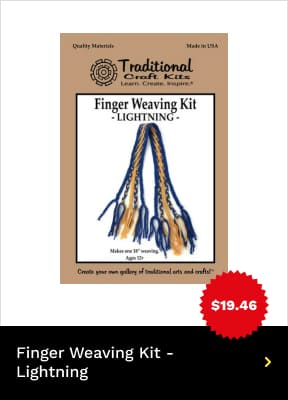 Quality Materials Made in USA
Traditional
Craft Kits
Learn. Create. Inspire.®
Finger Weaving Kit
- LIGHTNING -
Makes one 18" weaving.
Ages 12+
Create your own gallery of traditional arts and crafts!™
$19.46
Finger Weaving Kit -
Lightning